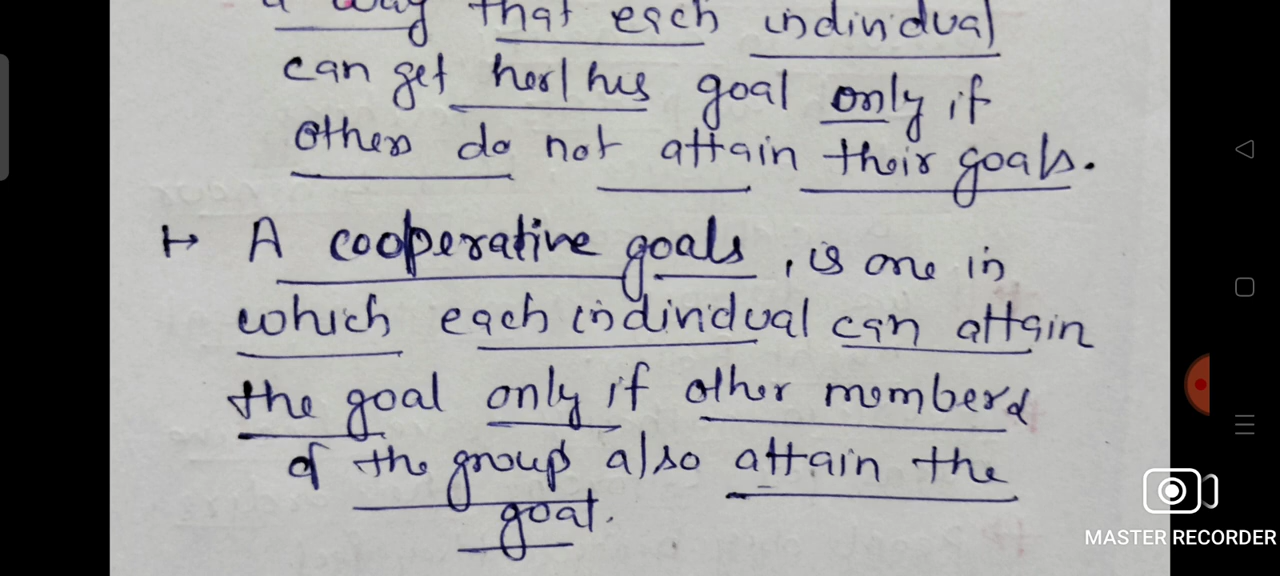 a way that each individual
can get her/his goal only if
others do not attain their goals.
↦ A cooperative goals, is one in
which each individual can attain
the goal only if other members
of the group also attain the
goal.
MASTER RECORDER